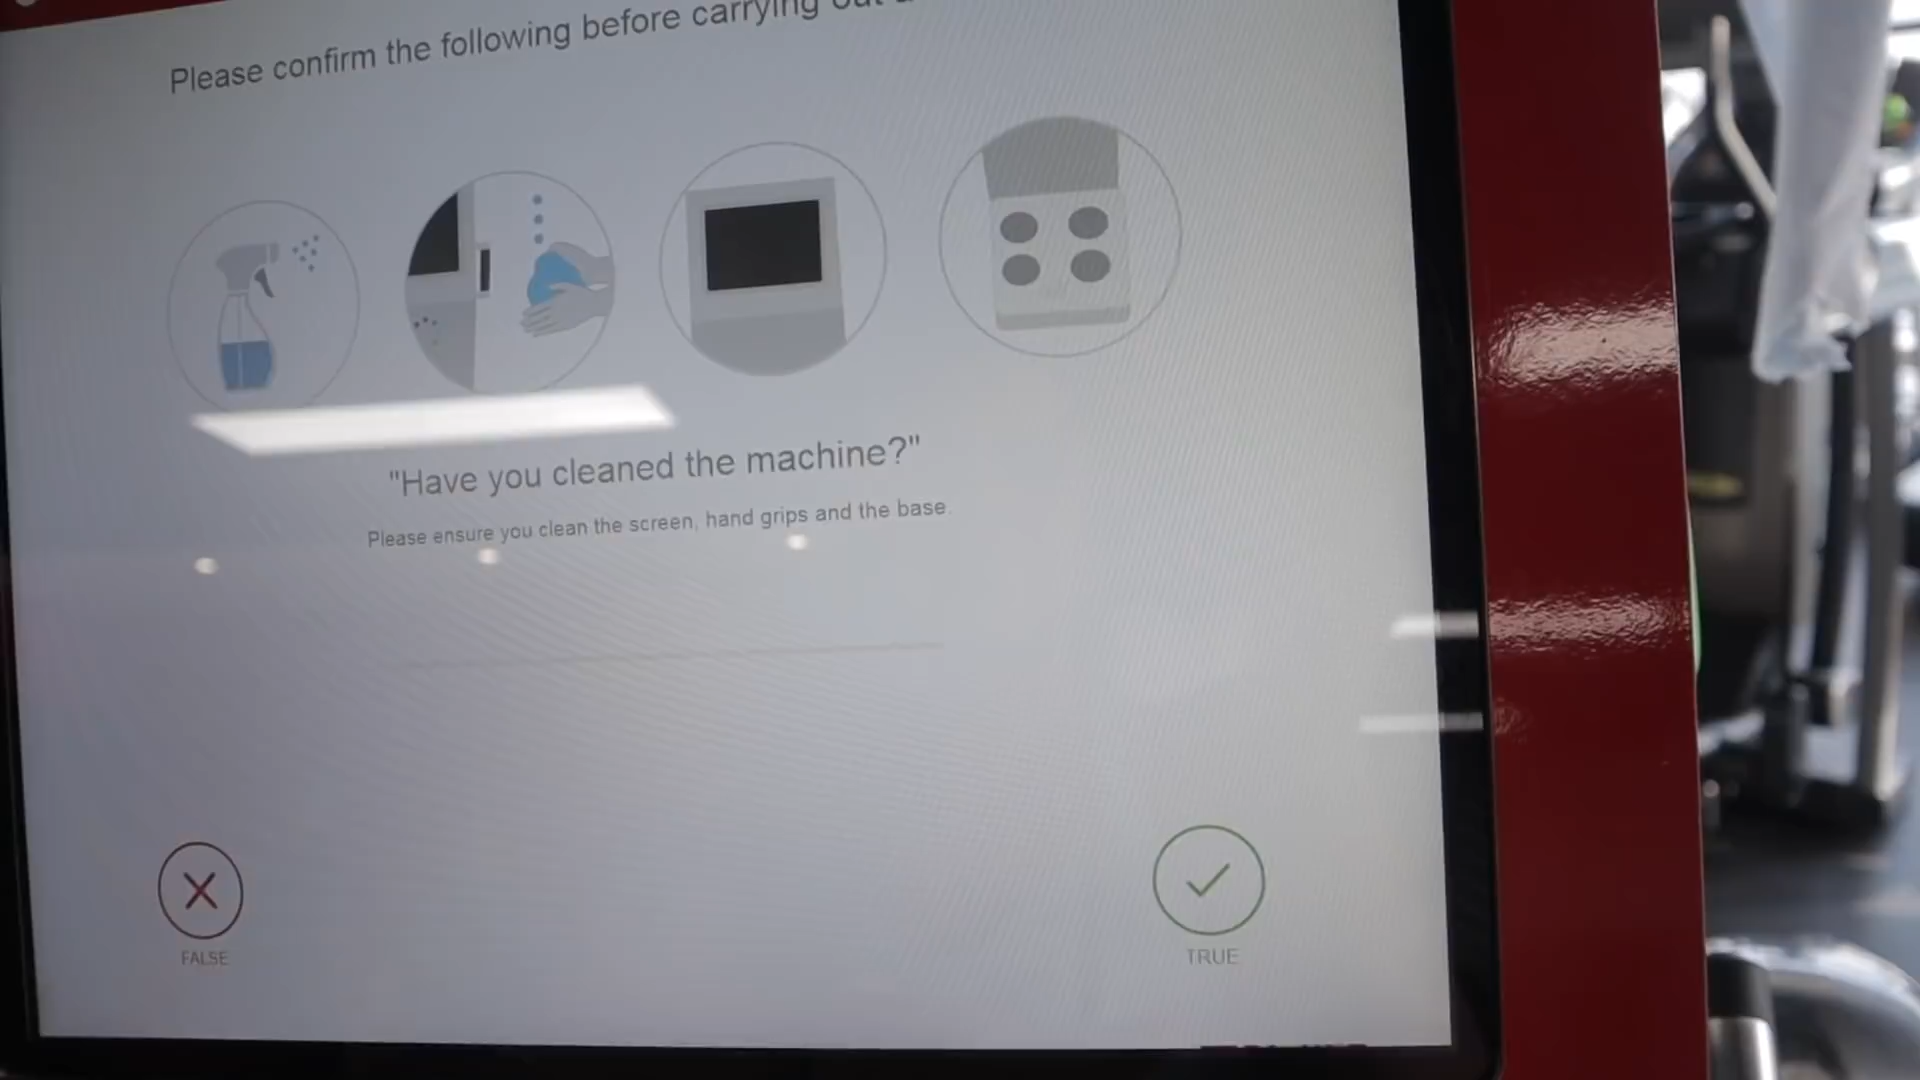 Please confirm the following before carrying out
"Have you cleaned the machine?"
Please ensure you clean the screen, hand grips and the base.
FALSE
TRUE